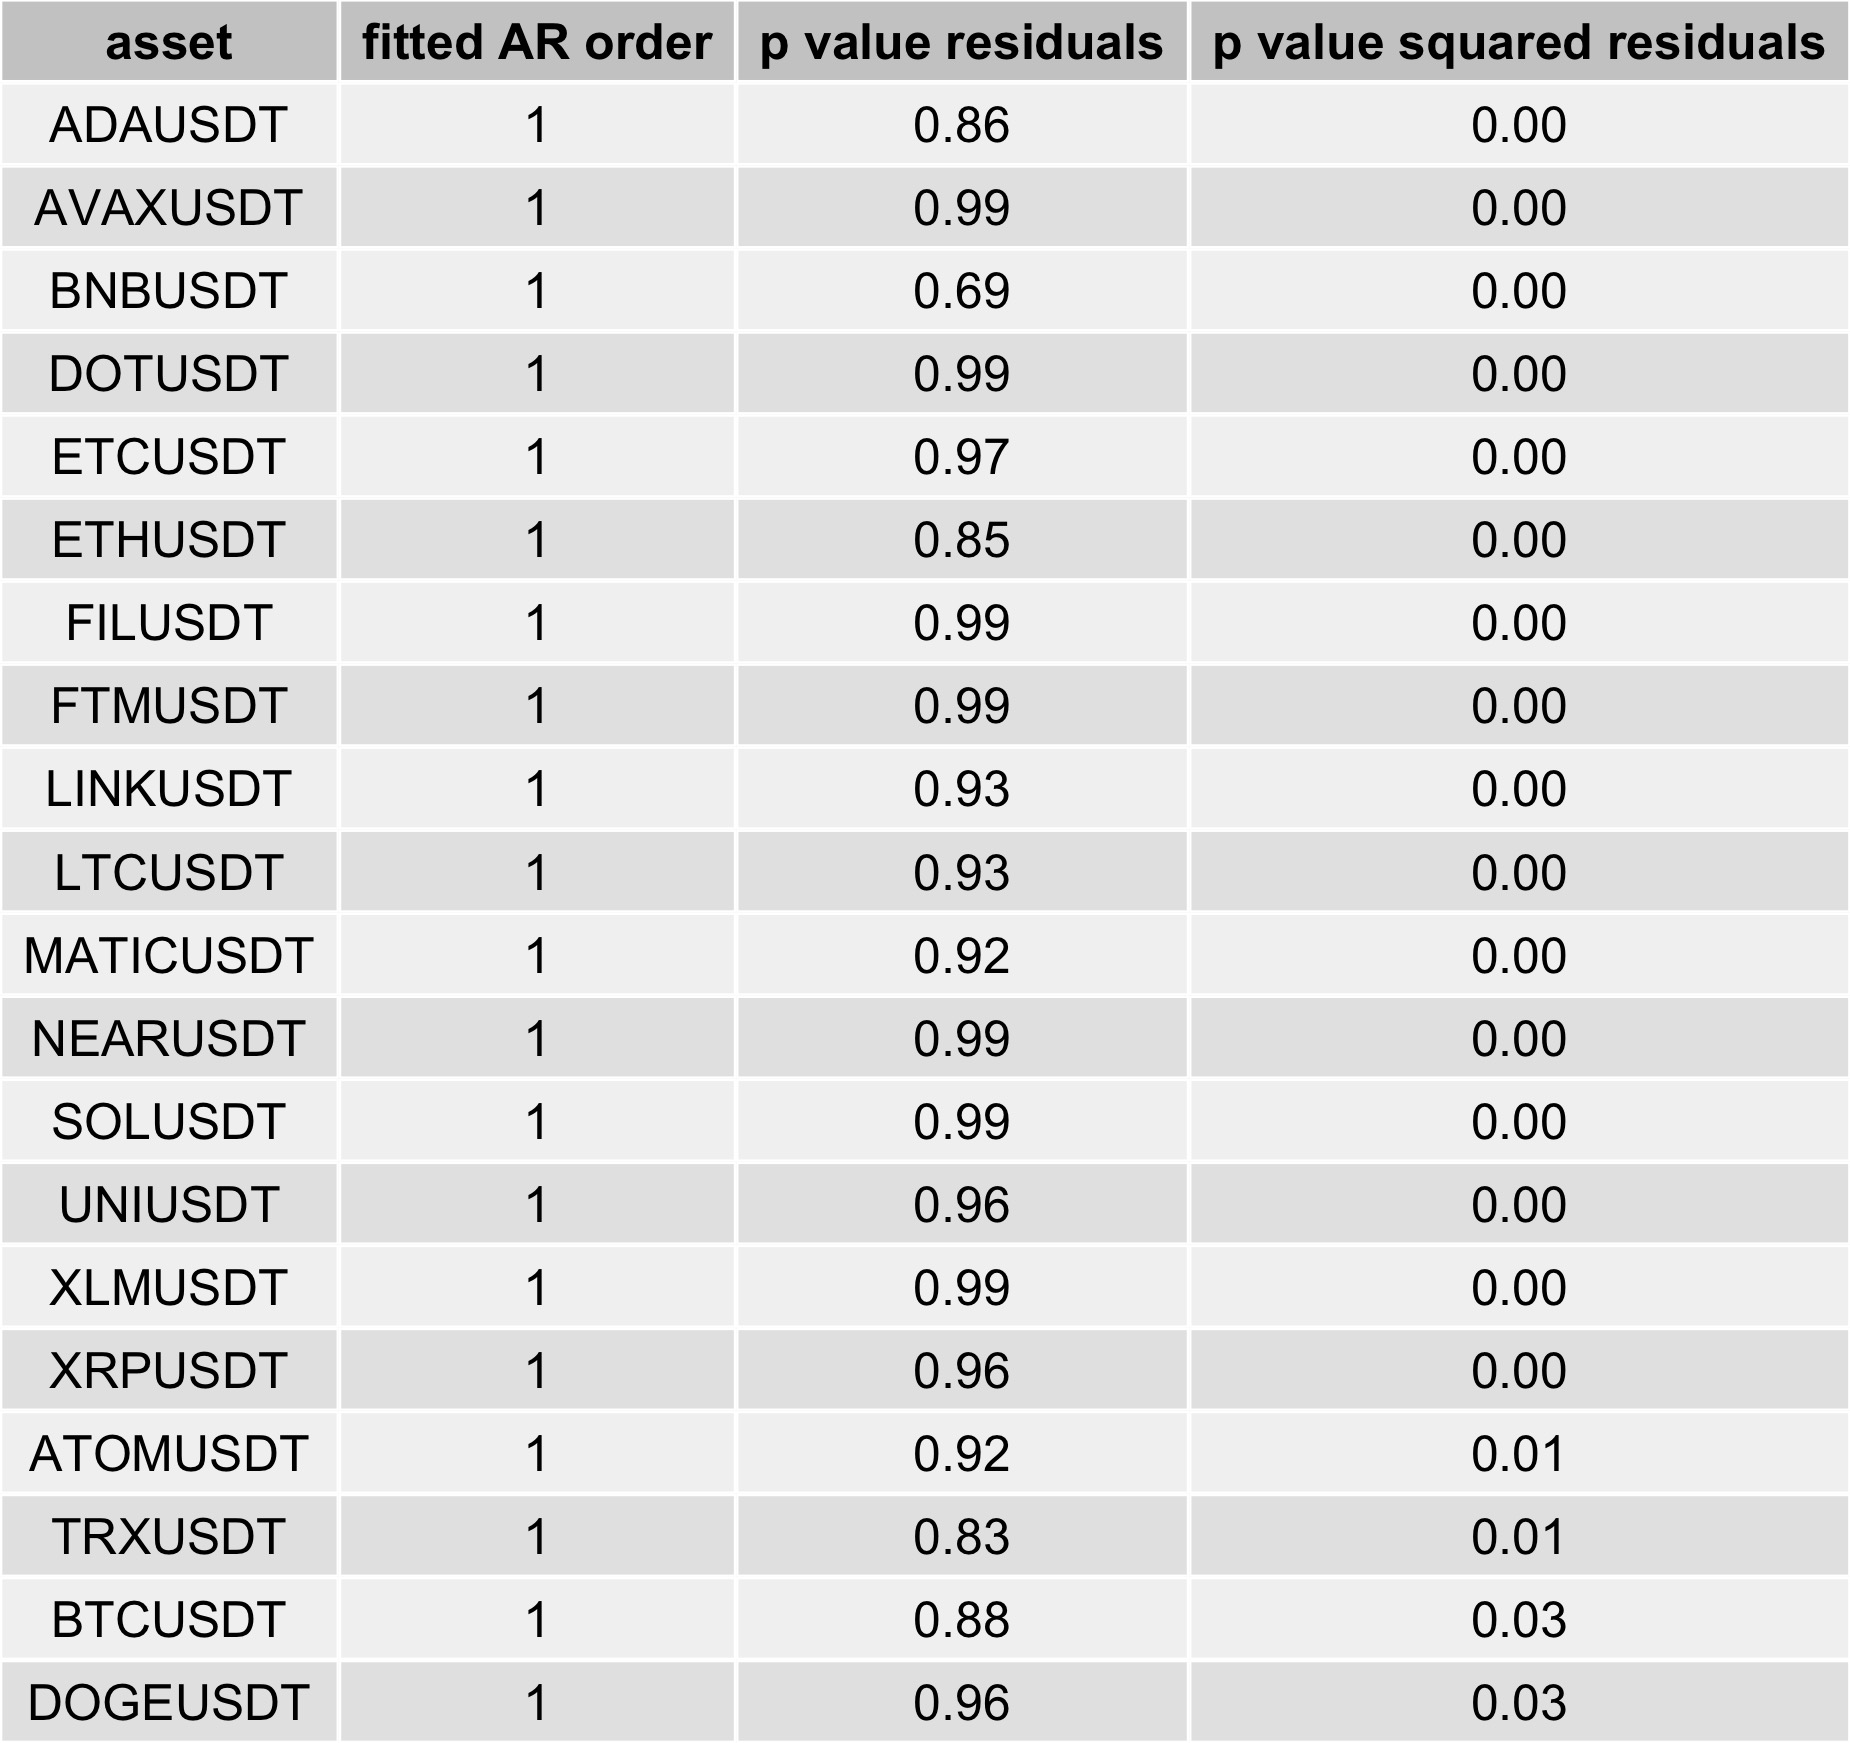 asset fitted AR order p value residuals p value squared residuals
ADAUSDT 1 0.86 0.00
AVAXUSDT 1 0.99 0.00
BNBUSDT 1 0.69 0.00
DOTUSDT 1 0.99 0.00
ETCUSDT 1 0.97 0.00
ETHUSDT 1 0.85 0.00
FILUSDT 1 0.99 0.00
FTMUSDT 1 0.99 0.00
LINKUSDT 1 0.93 0.00
LTCUSDT 1 0.93 0.00
MATICUSDT 1 0.92 0.00
NEARUSDT 1 0.99 0.00
SOLUSDT 1 0.99 0.00
UNIUSDT 1 0.96 0.00
XLMUSDT 1 0.99 0.00
XRPUSDT 1 0.96 0.00
ATOMUSDT 1 0.92 0.01
TRXUSDT 1 0.83 0.01
BTCUSDT 1 0.88 0.03
DOGEUSDT 1 0.96 0.03